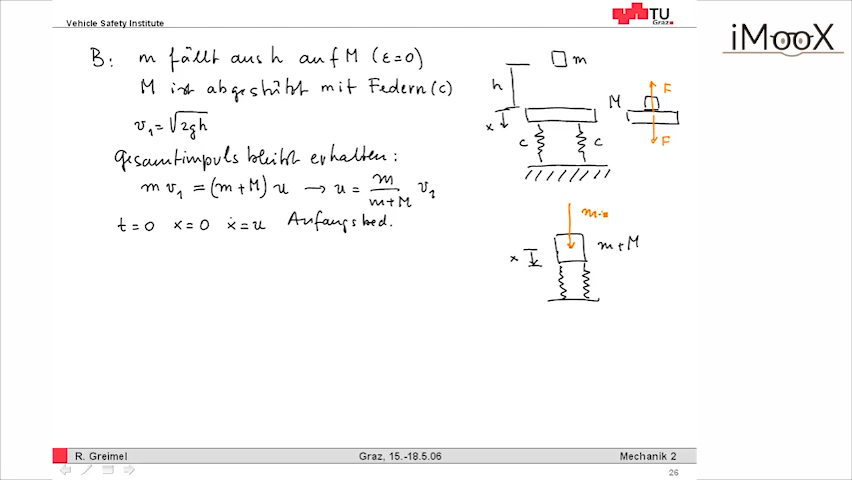 Vehicle Safety Institute
TU
Graz
iMooX
B: m fällt aus h auf M (ε=0)
M ist abgestützt mit Federn (c)
v₁ = √2gh
Gesamtimpuls bleibt erhalten:
m v₁ = (m+M) u → u = m/(m+M) v₁
t=0 x=0 ẋ=u Anfangsbed.
m
h
M
F
x
c
c
F
m
x
m+M
R. Greimel
Graz, 15.-18.5.06
Mechanik 2
26